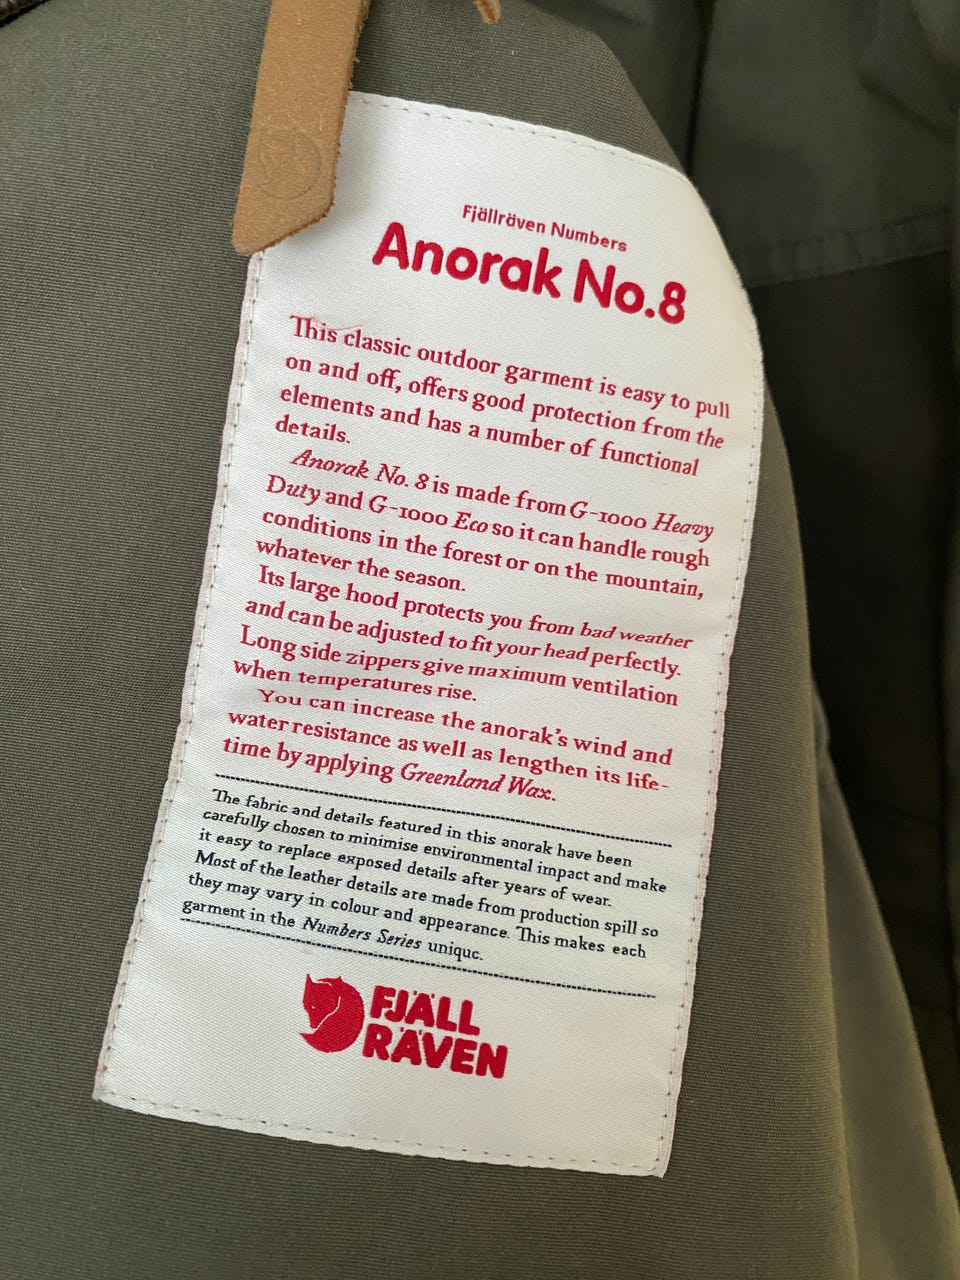 Fjällräven Numbers
Anorak No.8
This classic outdoor garment is easy to pull
on and off, offers good protection from the
elements and has a number of functional
details.
Anorak No. 8 is made from G-1000 Heavy
Duty and G-1000 Eco so it can handle rough
conditions in the forest or on the mountain,
whatever the season.
Its large hood protects you from bad weather
and can be adjusted to fit your head perfectly.
Long side zippers give maximum ventilation
when temperatures rise.
You can increase the anorak's wind and
water resistance as well as lengthen its life-
time by applying Greenland Wax.
The fabric and details featured in this anorak have been
carefully chosen to minimise environmental impact and make
it easy to replace exposed details after years of wear.
Most of the leather details are made from production spill so
they may vary in colour and appearance. This makes each
garment in the Numbers Series unique.
FJÄLL
RÄVEN